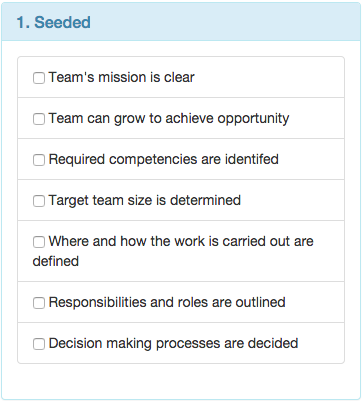 1. Seeded
Team's mission is clear
Team can grow to achieve opportunity
Required competencies are identifed
Target team size is determined
Where and how the work is carried out are
defined
Responsibilities and roles are outlined
Decision making processes are decided